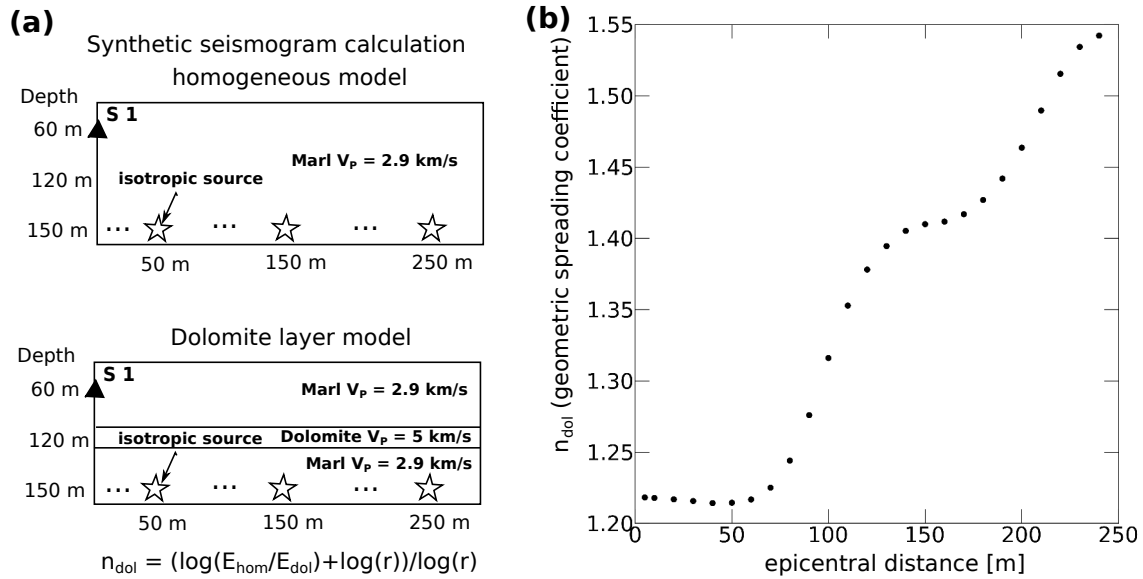 (a)
Synthetic seismogram calculation
homogeneous model
Depth
S 1
60 m
Marl V_P = 2.9 km/s
120 m
isotropic source
150 m
... ... ...
50 m 150 m 250 m
Dolomite layer model
Depth
S 1
60 m
Marl V_P = 2.9 km/s
120 m
isotropic source
Dolomite V_P = 5 km/s
Marl V_P = 2.9 km/s
150 m
... ... ...
50 m 150 m 250 m
n_dol = (log(E_hom/E_dol)+log(r))/log(r)
(b)
n_dol (geometric spreading coefficient)
1.55
1.50
1.45
1.40
1.35
1.30
1.25
1.20
0 50 100 150 200 250
epicentral distance [m]